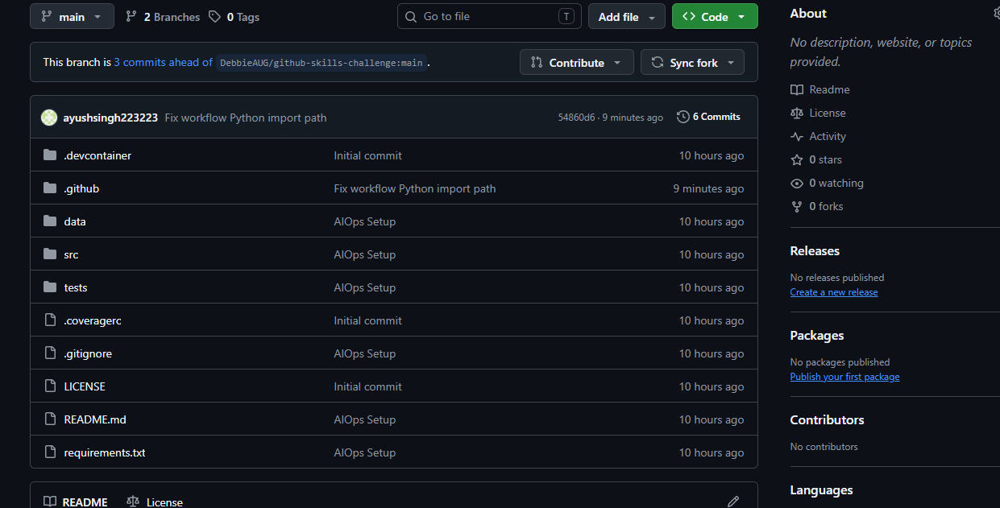 main 2 Branches 0 Tags Go to file T Add file Code
This branch is 3 commits ahead of DebbieAUG/github-skills-challenge:main . Contribute Sync fork
ayushsingh223223 Fix workflow Python import path 54860d6 · 9 minutes ago 6 Commits
.devcontainer Initial commit 10 hours ago
.github Fix workflow Python import path 9 minutes ago
data AIOps Setup 10 hours ago
src AIOps Setup 10 hours ago
tests AIOps Setup 10 hours ago
.coveragerc Initial commit 10 hours ago
.gitignore AIOps Setup 10 hours ago
LICENSE Initial commit 10 hours ago
README.md AIOps Setup 10 hours ago
requirements.txt AIOps Setup 10 hours ago
README License
About
No description, website, or topics
provided.
Readme
License
Activity
0 stars
0 watching
0 forks
Releases
No releases published
Create a new release
Packages
No packages published
Publish your first package
Contributors
No contributors
Languages